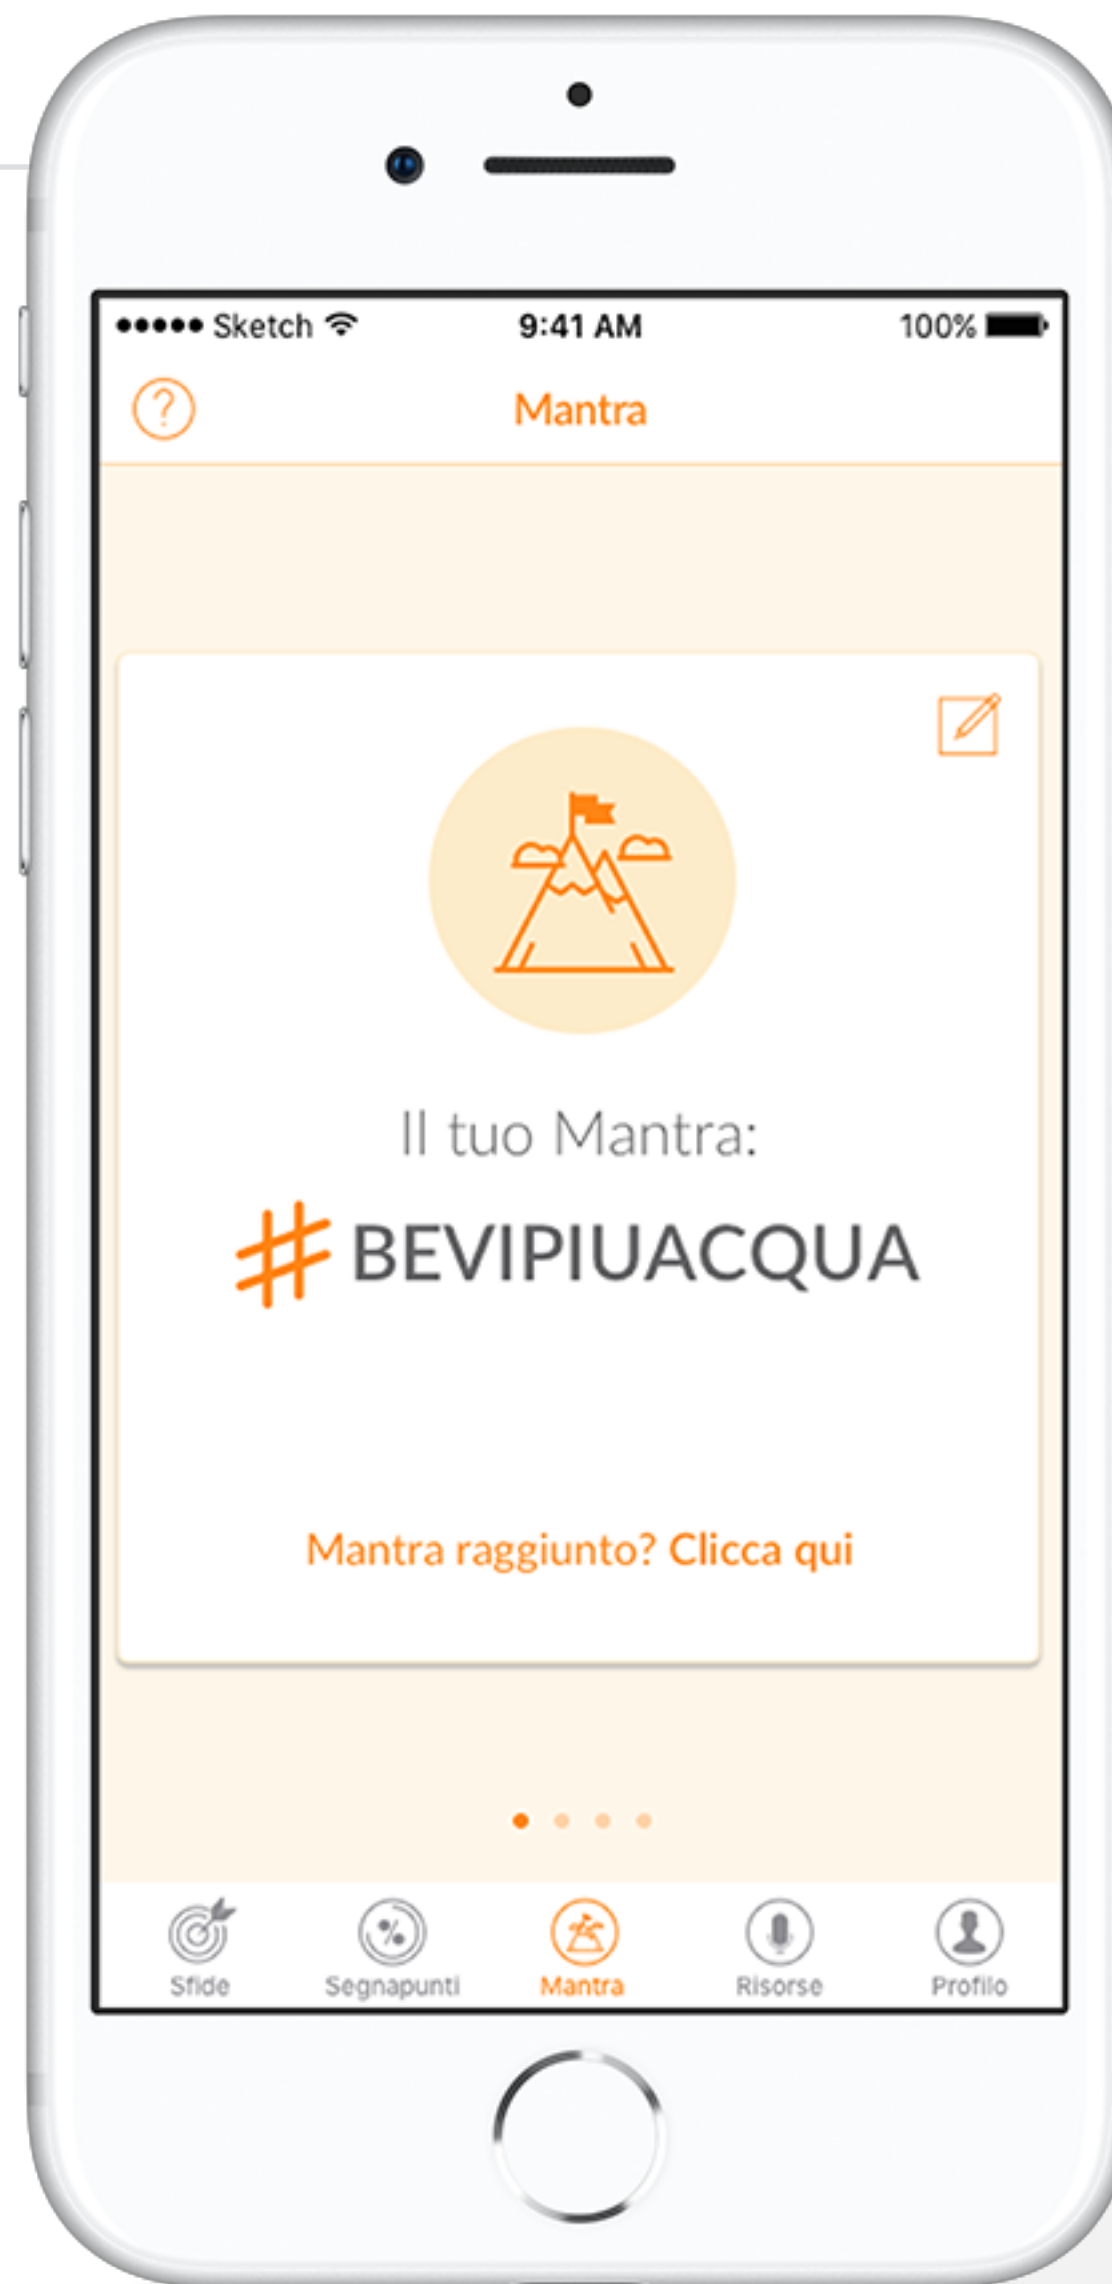 Sketch 9:41 AM 100%
?
Mantra
Il tuo Mantra:
#BEVIPIUACQUA
Mantra raggiunto? Clicca qui
Sfide Segnapunti Mantra Risorse Profilo